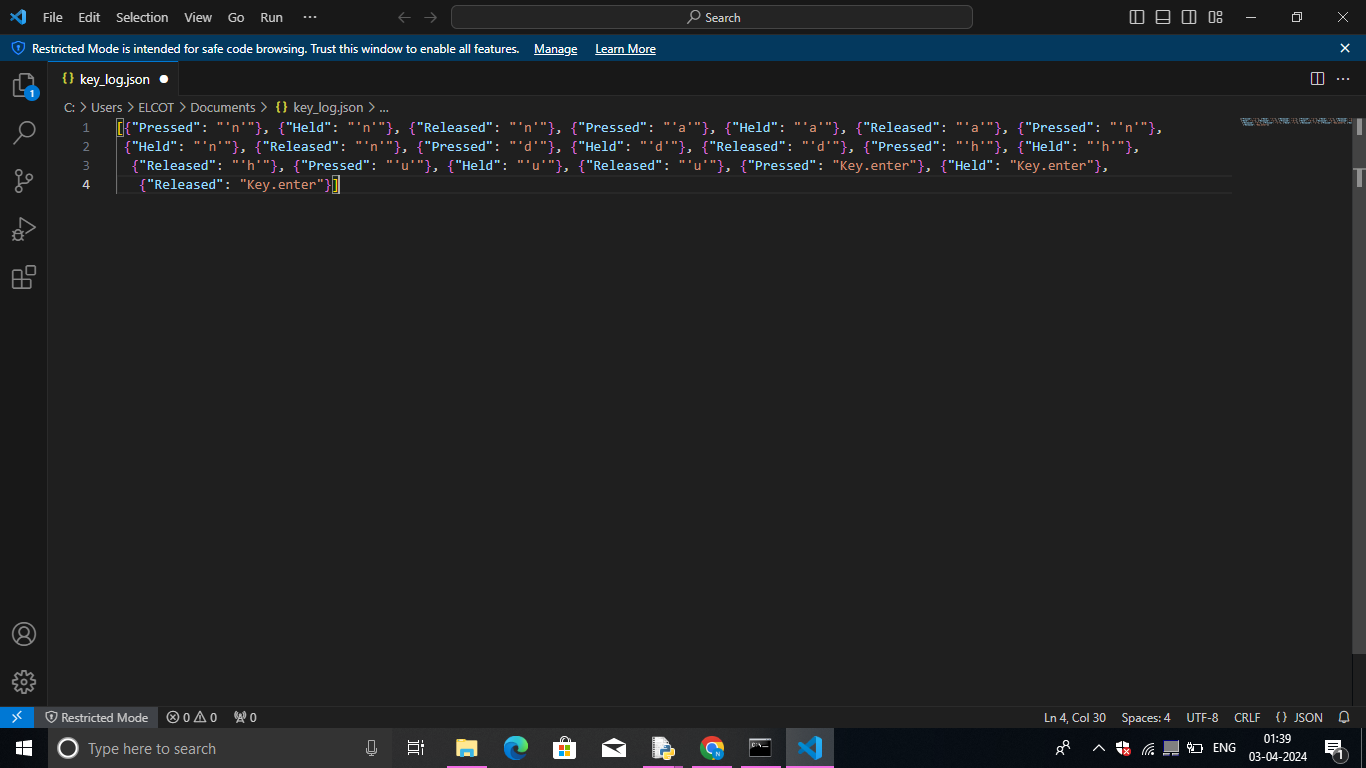 File Edit Selection View Go Run ... Search
Restricted Mode is intended for safe code browsing. Trust this window to enable all features. Manage Learn More
{} key_log.json
C: > Users > ELCOT > Documents > {} key_log.json > ...
1 [{"Pressed": "'n'"}, {"Held": "'n'"}, {"Released": "'n'"}, {"Pressed": "'a'"}, {"Held": "'a'"}, {"Released": "'a'"}, {"Pressed": "'n'"},
2 {"Held": "'n'"}, {"Released": "'n'"}, {"Pressed": "'d'"}, {"Held": "'d'"}, {"Released": "'d'"}, {"Pressed": "'h'"}, {"Held": "'h'"},
3 {"Released": "'h'"}, {"Pressed": "'u'"}, {"Held": "'u'"}, {"Released": "'u'"}, {"Pressed": "Key.enter"}, {"Held": "Key.enter"},
4 {"Released": "Key.enter"}]
1
Restricted Mode 0 0 0 Ln 4, Col 30 Spaces: 4 UTF-8 CRLF {} JSON
Type here to search ENG 01:39
03-04-2024 1